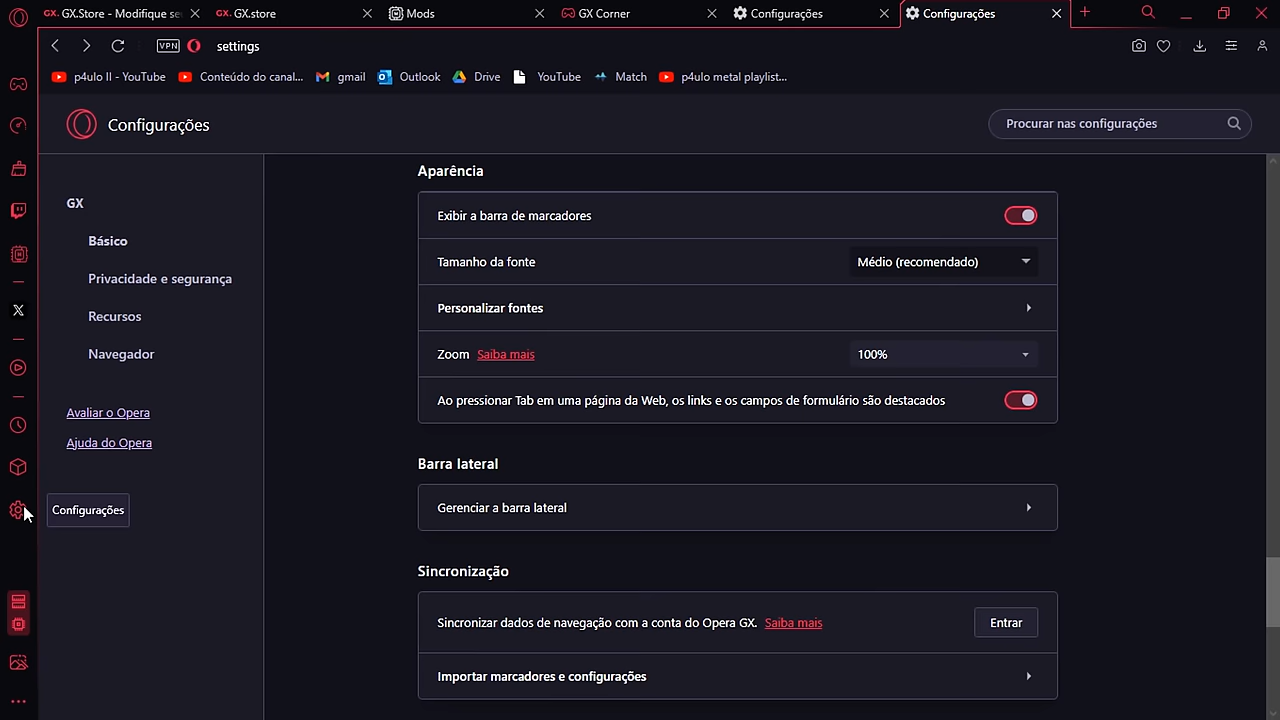 GX.Store - Modifique se
GX.store
Mods
GX Corner
Configurações
Configurações
VPN
settings
p4ulo II - YouTube
Conteúdo do canal...
gmail
Outlook
Drive
YouTube
Match
p4ulo metal playlist...
Configurações
Procurar nas configurações
GX
Básico
Privacidade e segurança
Recursos
Navegador
Avaliar o Opera
Ajuda do Opera
Configurações
Aparência
Exibir a barra de marcadores
Tamanho da fonte
Médio (recomendado)
Personalizar fontes
Zoom Saiba mais
100%
Ao pressionar Tab em uma página da Web, os links e os campos de formulário são destacados
Barra lateral
Gerenciar a barra lateral
Sincronização
Sincronizar dados de navegação com a conta do Opera GX. Saiba mais
Entrar
Importar marcadores e configurações